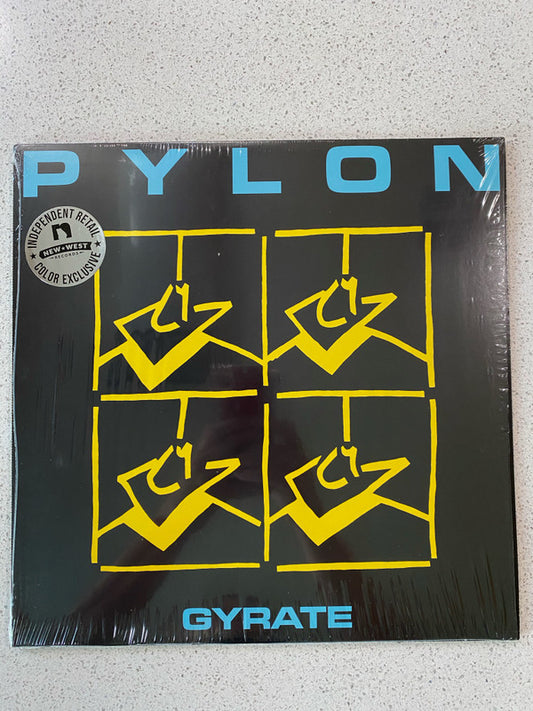 PYLON
INDEPENDENT RETAIL
NEW★WEST
RECORDS
COLOR EXCLUSIVE
GYRATE